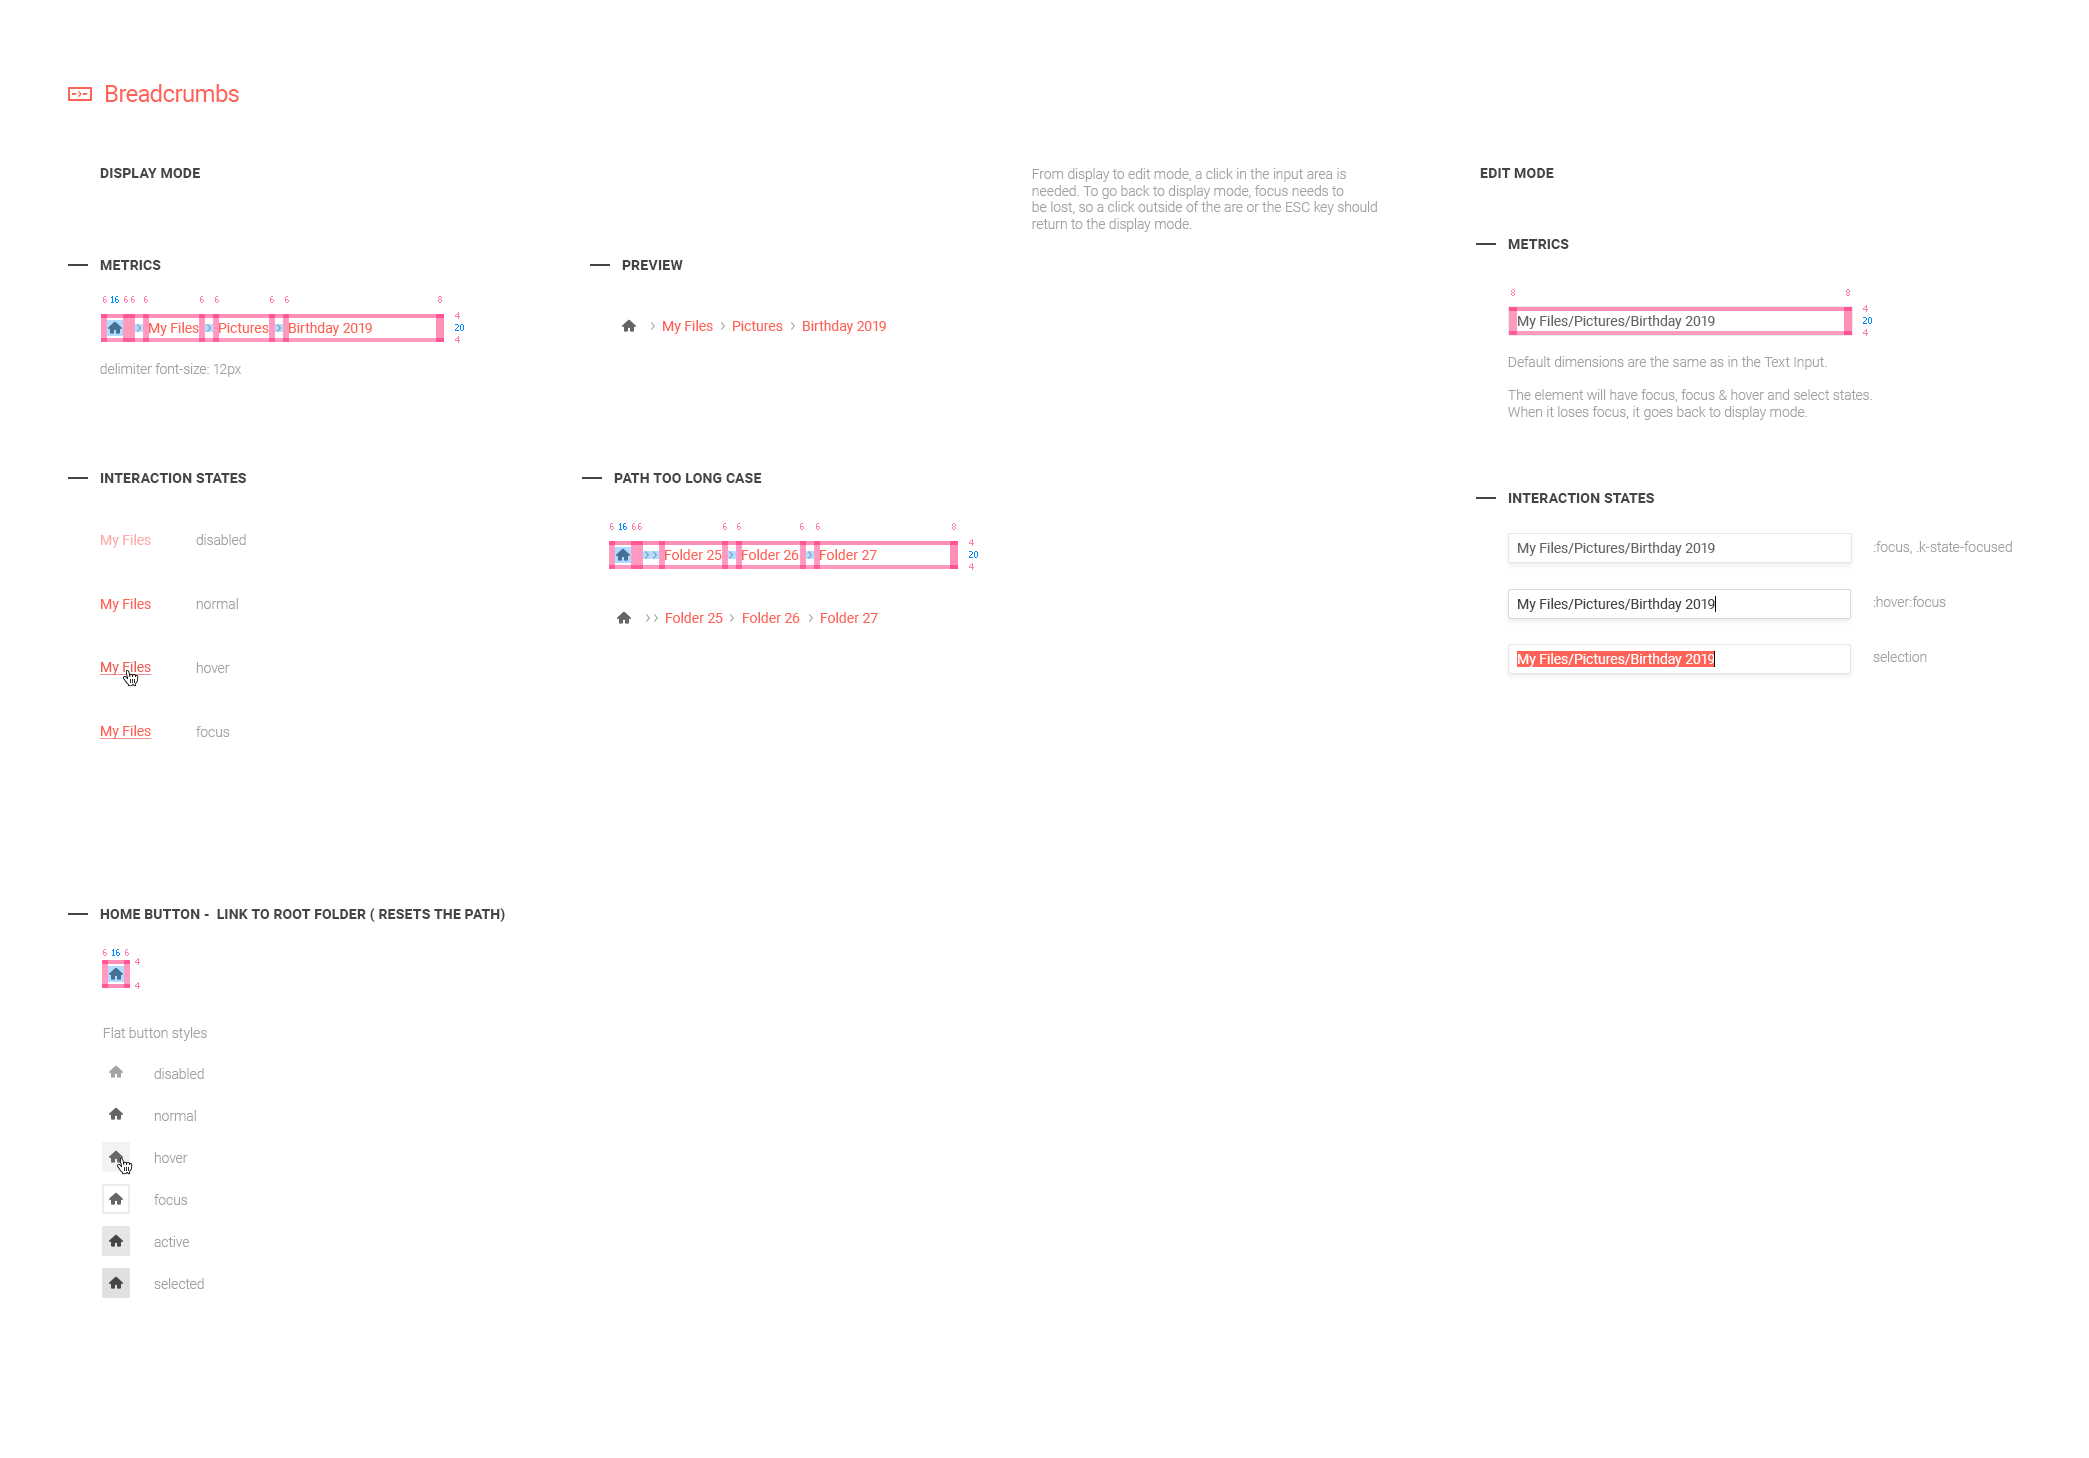 Breadcrumbs
DISPLAY MODE
From display to edit mode, a click in the input area is
needed. To go back to display mode, focus needs to
be lost, so a click outside of the are or the ESC key should
return to the display mode.
EDIT MODE
METRICS
6 16 6 6 6 6 6 6 6 8
My Files Pictures Birthday 2019
4
20
4
delimiter font-size: 12px
PREVIEW
My Files Pictures Birthday 2019
METRICS
8 8
My Files/Pictures/Birthday 2019
4
20
4
Default dimensions are the same as in the Text Input.
The element will have focus, focus & hover and select states.
When it loses focus, it goes back to display mode.
INTERACTION STATES
My Files disabled
My Files normal
My Files hover
My Files focus
PATH TOO LONG CASE
6 16 6 6 6 6 6 6 8
Folder 25 Folder 26 Folder 27
4
20
4
Folder 25 Folder 26 Folder 27
INTERACTION STATES
My Files/Pictures/Birthday 2019 :focus, .k-state-focused
My Files/Pictures/Birthday 2019 :hover:focus
My Files/Pictures/Birthday 2019 selection
HOME BUTTON - LINK TO ROOT FOLDER ( RESETS THE PATH)
6 16 6
4
4
Flat button styles
disabled
normal
hover
focus
active
selected